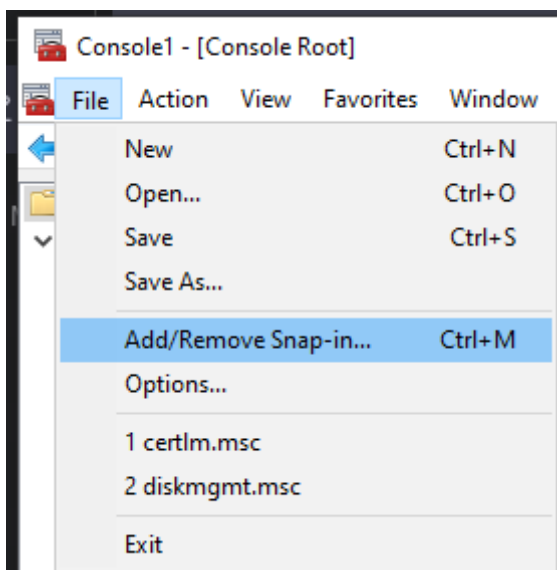 Console1 - [Console Root]
File Action View Favorites Window
New Ctrl+N
Open... Ctrl+O
Save Ctrl+S
Save As...
Add/Remove Snap-in... Ctrl+M
Options...
1 certlm.msc
2 diskmgmt.msc
Exit